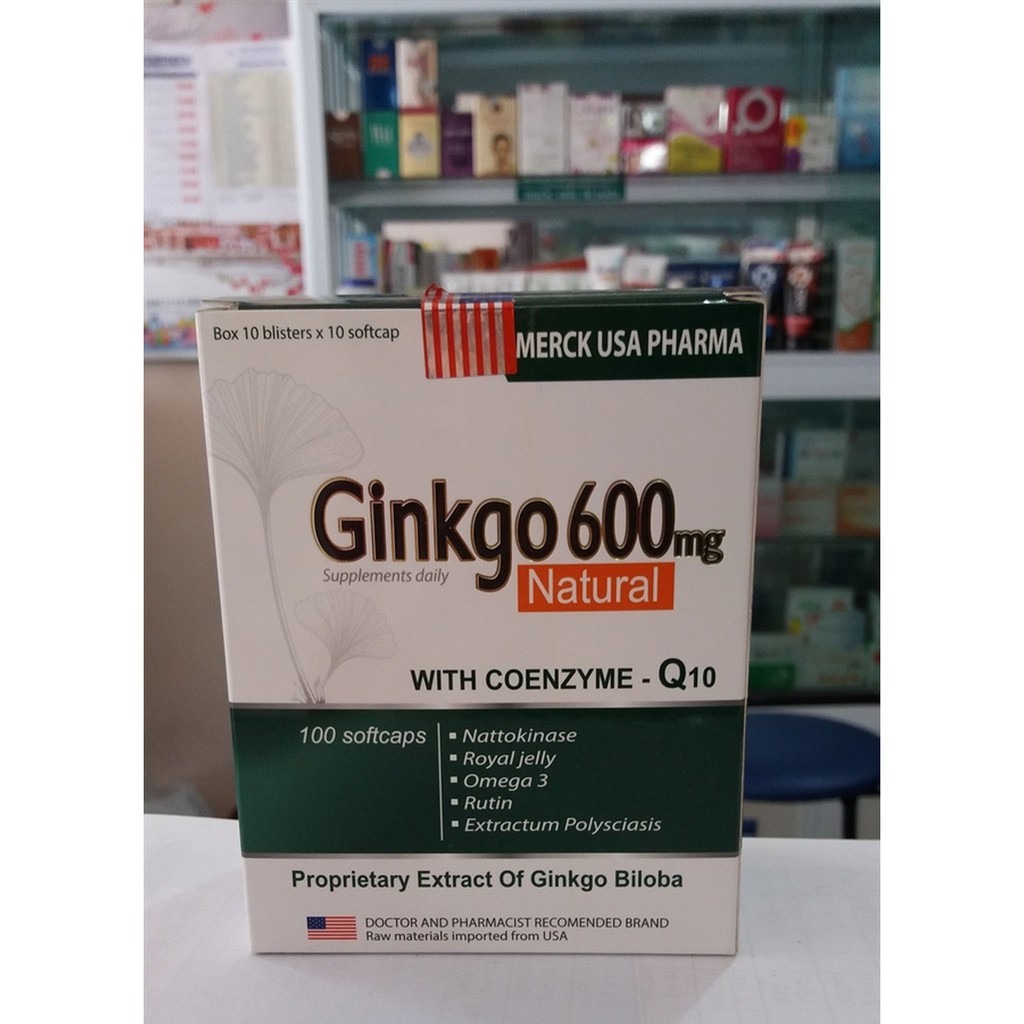 Box 10 blisters x 10 softcap
MERCK USA PHARMA
Ginkgo 600mg
Supplements daily
Natural
WITH COENZYME - Q10
100 softcaps
▪ Nattokinase
▪ Royal jelly
▪ Omega 3
▪ Rutin
▪ Extractum Polysciasis
Proprietary Extract Of Ginkgo Biloba
DOCTOR AND PHARMACIST RECOMENDED BRAND
Raw materials imported from USA